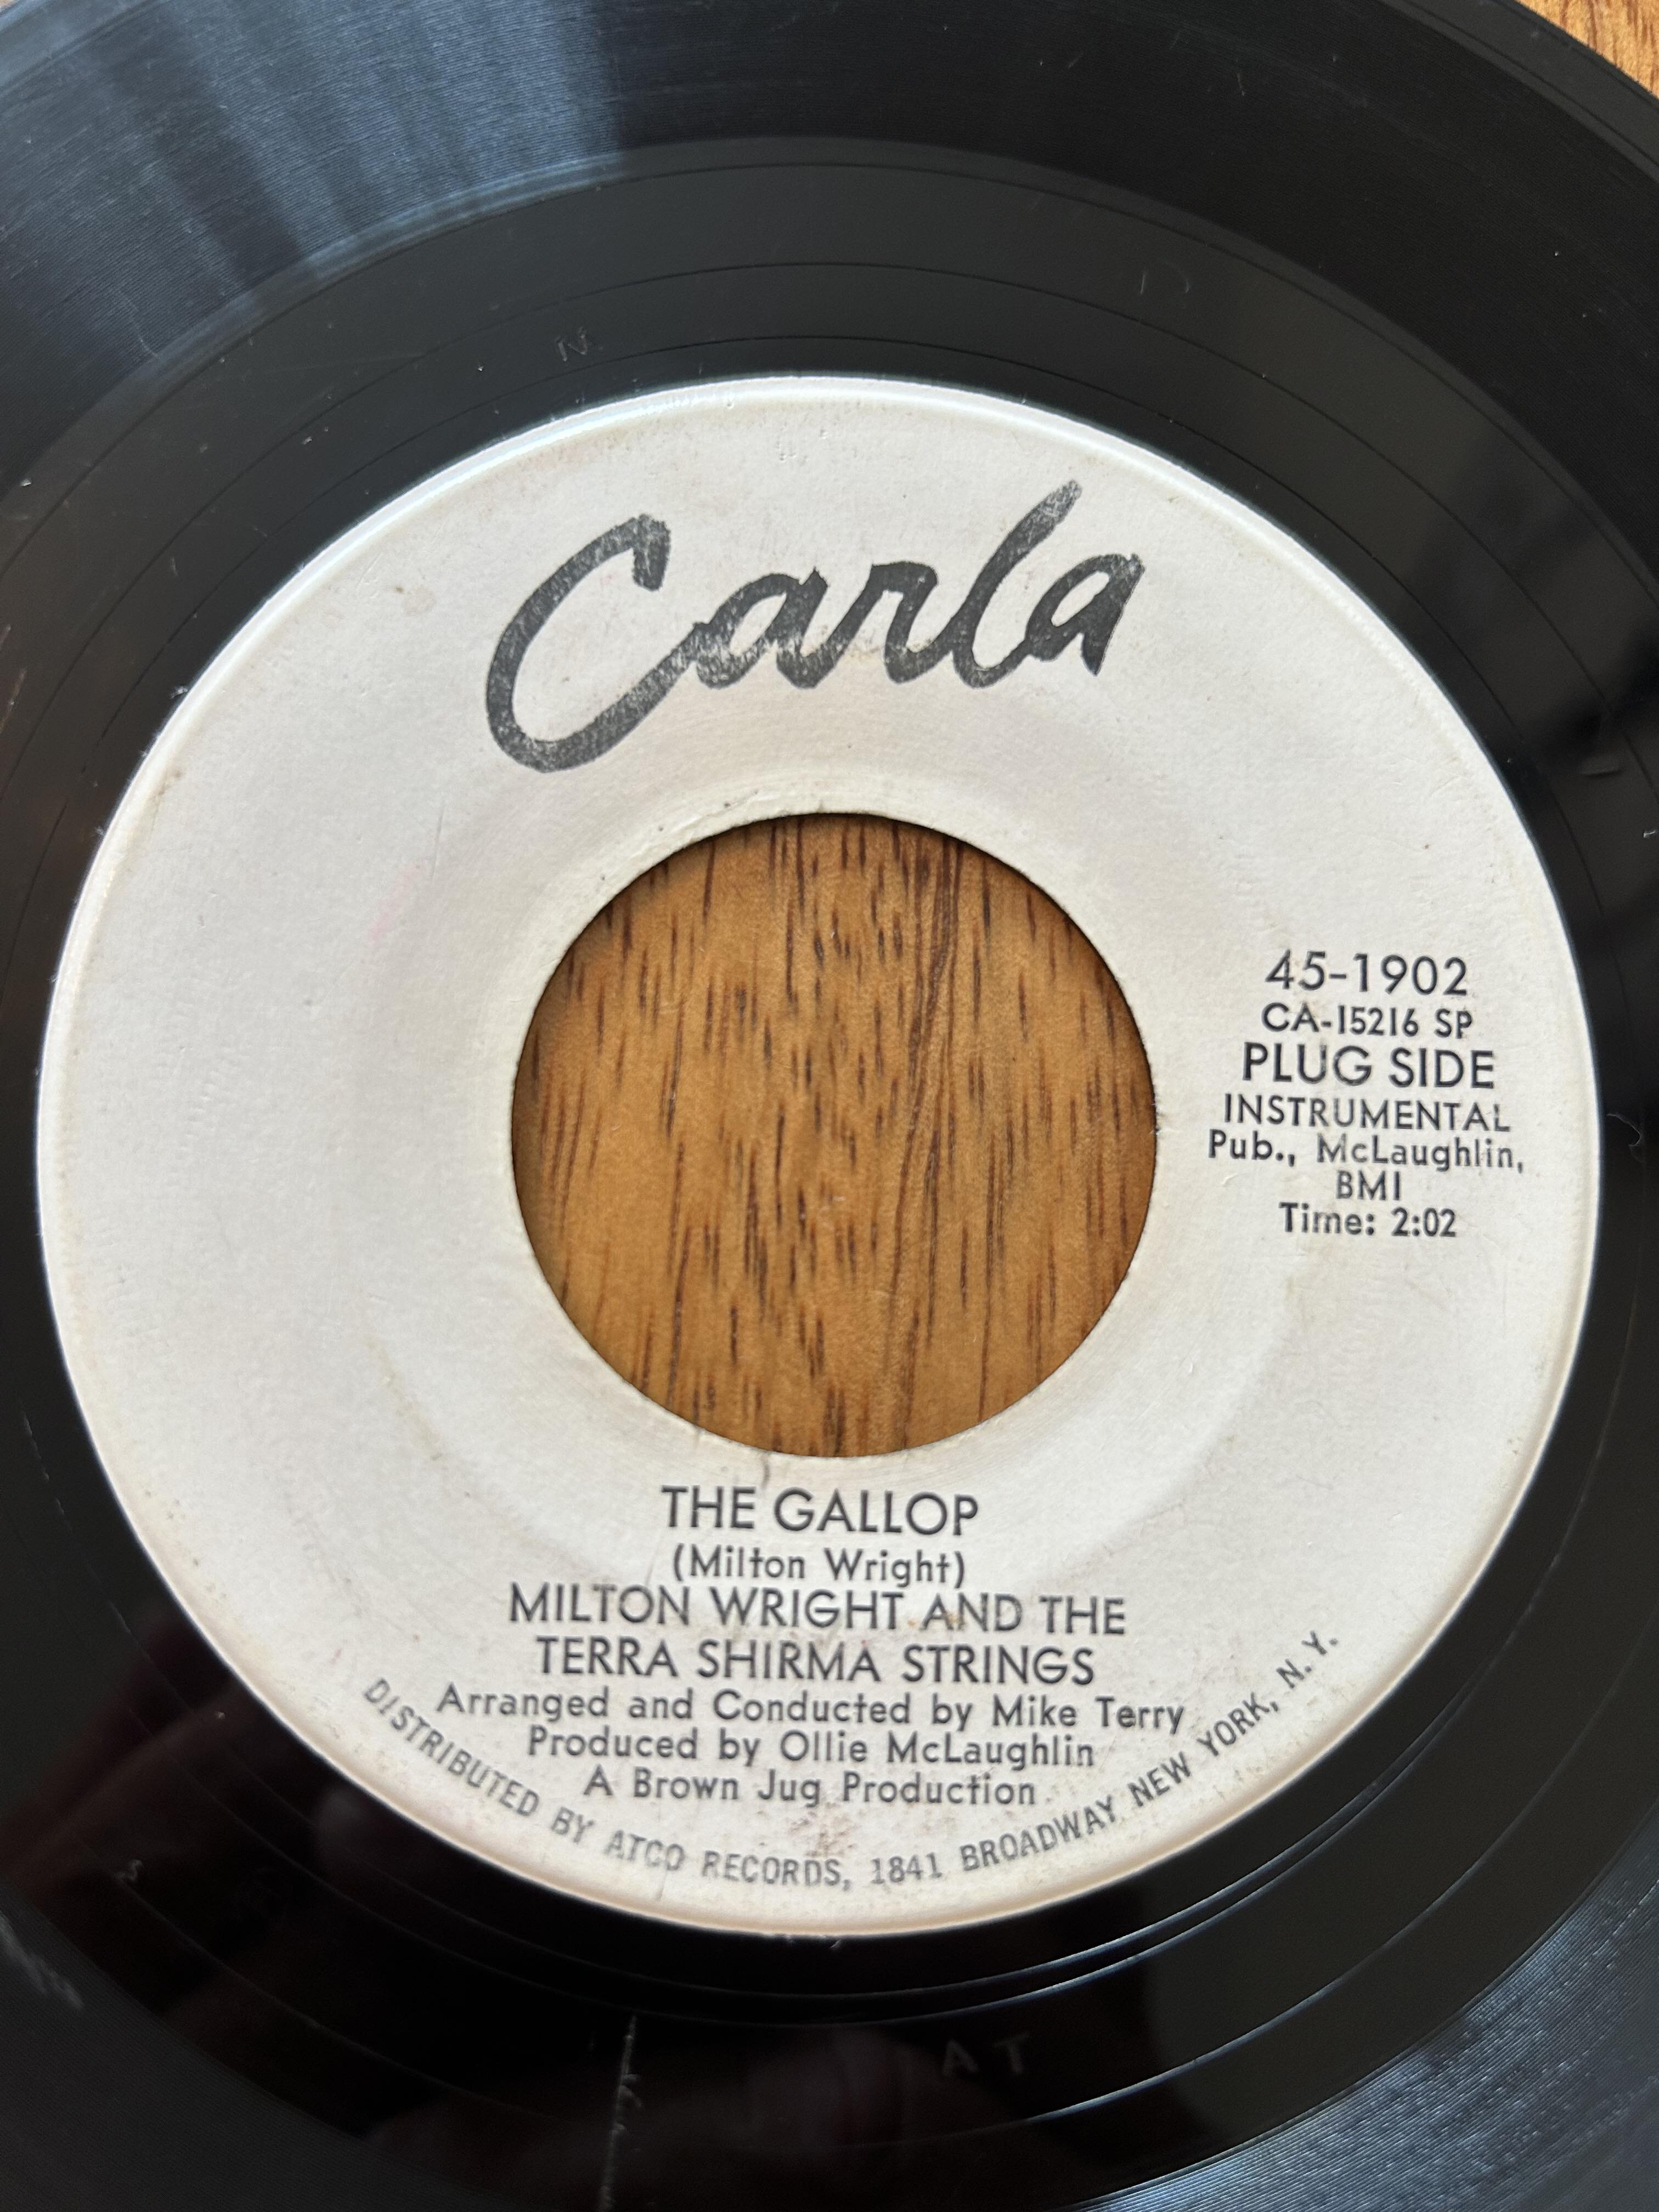 Carla
45-1902
CA-15216 SP
PLUG SIDE
INSTRUMENTAL
Pub., McLaughlin,
BMI
Time: 2:02
THE GALLOP
(Milton Wright)
MILTON WRIGHT AND THE
TERRA SHIRMA STRINGS
Arranged and Conducted by Mike Terry
Produced by Ollie McLaughlin
A Brown Jug Production
DISTRIBUTED BY ATCO RECORDS, 1841 BROADWAY NEW YORK, N. Y.
AT